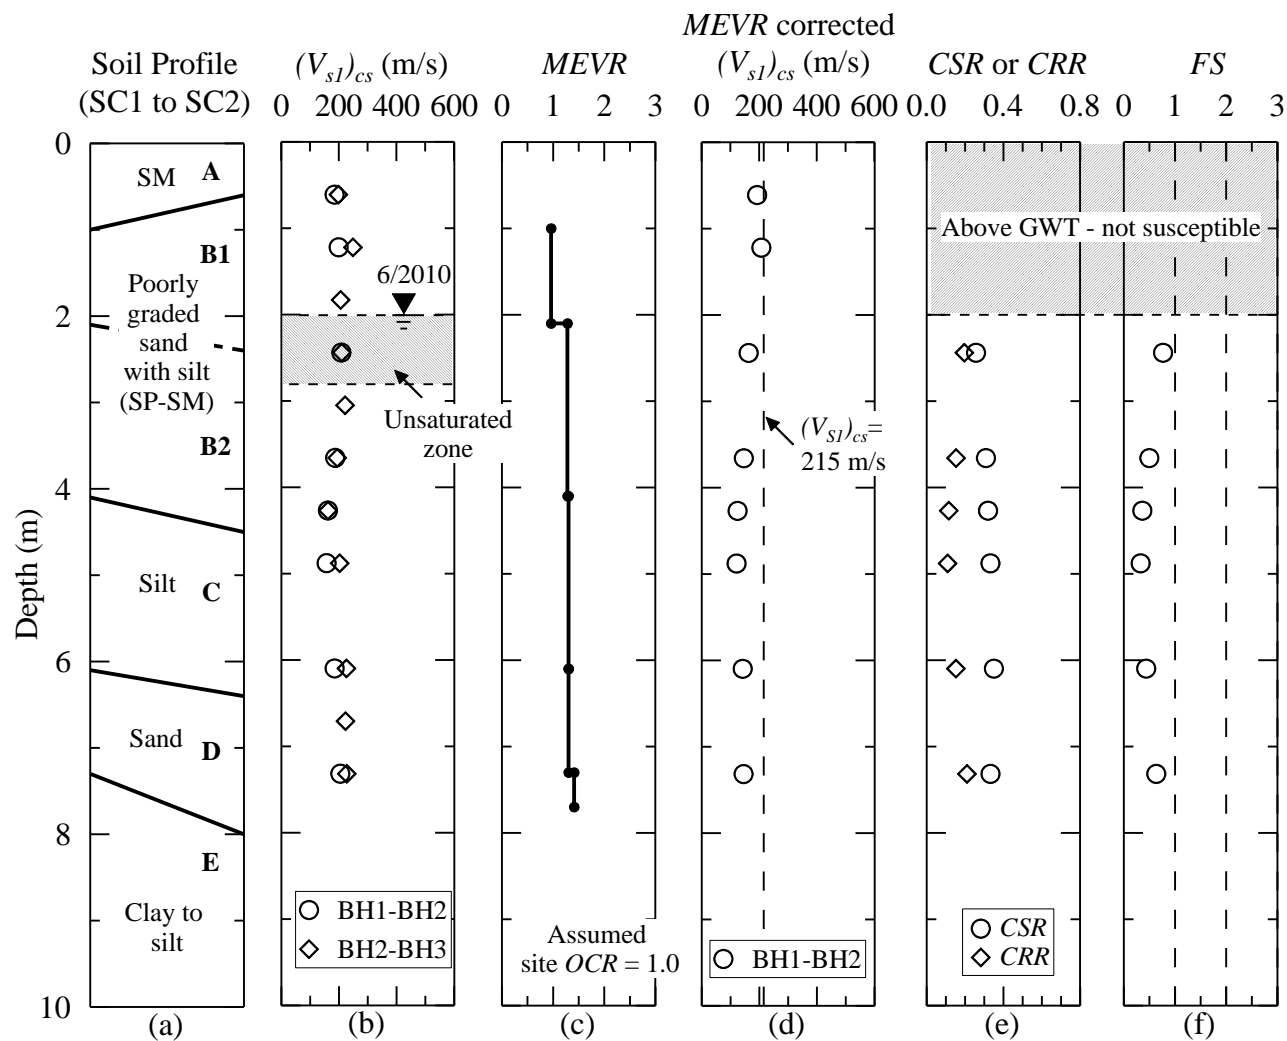 Soil Profile
(SC1 to SC2)
(Vs1)cs (m/s)
MEVR
MEVR corrected
(Vs1)cs (m/s)
CSR or CRR
FS
0 200 400 600
0 1 2 3
0 200 400 600
0.0 0.4 0.8
0 1 2 3
Depth (m)
0
2
4
6
8
10
SM A
B1
Poorly
graded
sand
with silt
(SP-SM)
B2
Silt C
Sand D
E
Clay to
silt
6/2010
Unsaturated
zone
BH1-BH2
BH2-BH3
Assumed
site OCR = 1.0
(VS1)cs=
215 m/s
BH1-BH2
Above GWT - not susceptible
CSR
CRR
(a) (b) (c) (d) (e) (f)